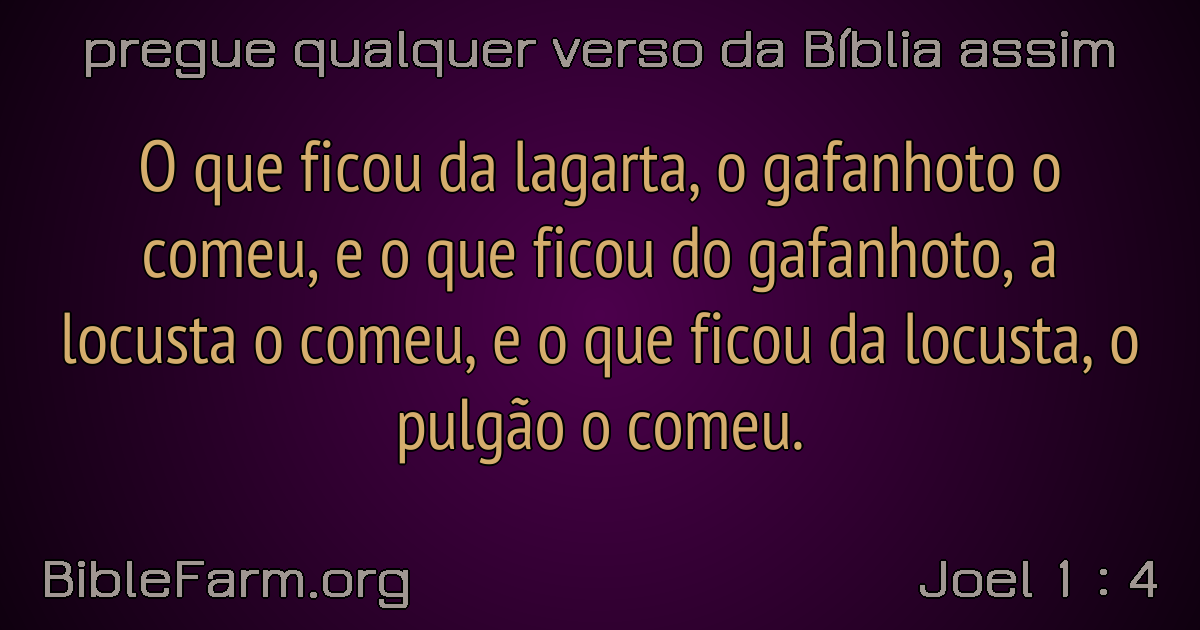 pregue qualquer verso da Bíblia assim
O que ficou da lagarta, o gafanhoto o
comeu, e o que ficou do gafanhoto, a
locusta o comeu, e o que ficou da locusta, o
pulgão o comeu.
BibleFarm.org
Joel 1 : 4